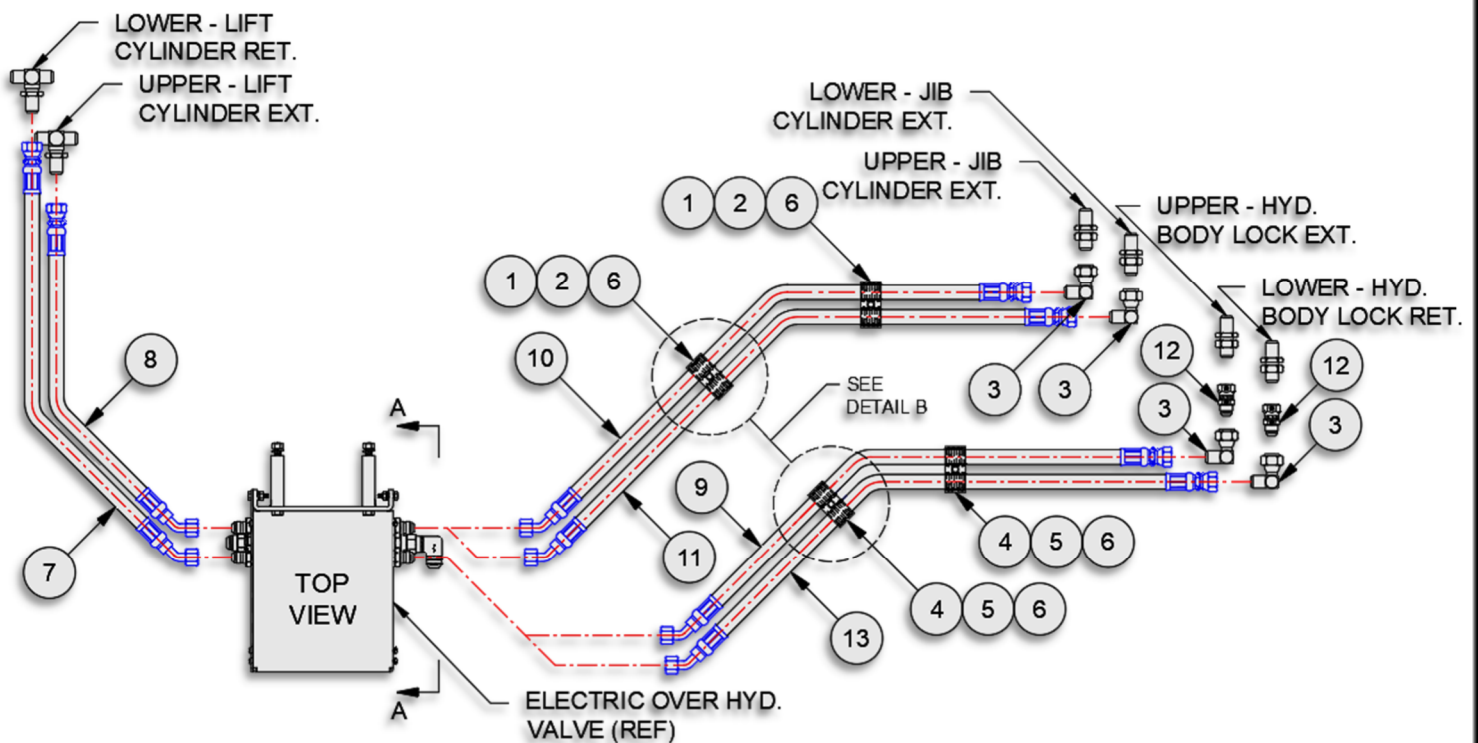 LOWER - LIFT
CYLINDER RET.
UPPER - LIFT
CYLINDER EXT.
LOWER - JIB
CYLINDER EXT.
UPPER - JIB
CYLINDER EXT.
UPPER - HYD.
BODY LOCK EXT.
LOWER - HYD.
BODY LOCK RET.
1 2 6
1 2 6
8
10
3 3
12 12
3 3
SEE
DETAIL B
A
9
7
11
4 5 6
4 5 6
13
TOP
VIEW
A
ELECTRIC OVER HYD.
VALVE (REF)